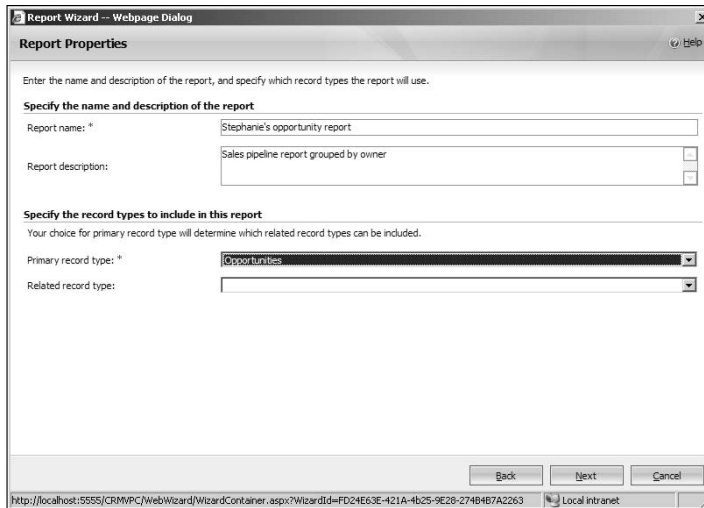 Report Wizard -- Webpage Dialog
Report Properties
Help
Enter the name and description of the report, and specify which record types the report will use.
Specify the name and description of the report
Report name: *
Stephanie's opportunity report
Report description:
Sales pipeline report grouped by owner
Specify the record types to include in this report
Your choice for primary record type will determine which related record types can be included.
Primary record type: *
Opportunities
Related record type:
Back
Next
Cancel
http://localhost:5555/CRMVPC/WebWizard/WizardContainer.aspx?WizardId=FD24E63E-421A-4b25-9E28-274B4B7A2263
Local intranet